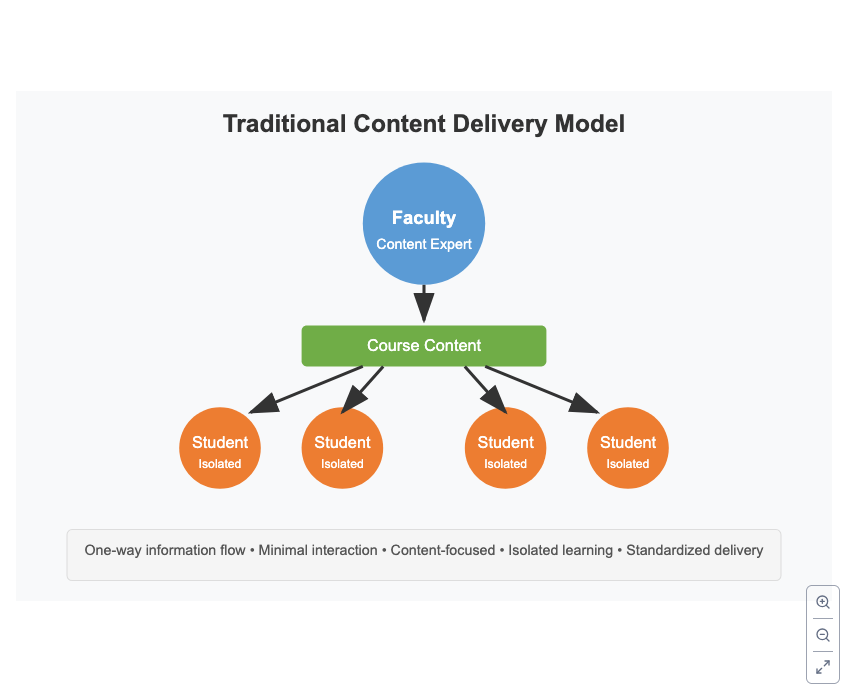 Traditional Content Delivery Model
Faculty
Content Expert
Course Content
Student
Isolated
Student
Isolated
Student
Isolated
Student
Isolated
One-way information flow • Minimal interaction • Content-focused • Isolated learning • Standardized delivery